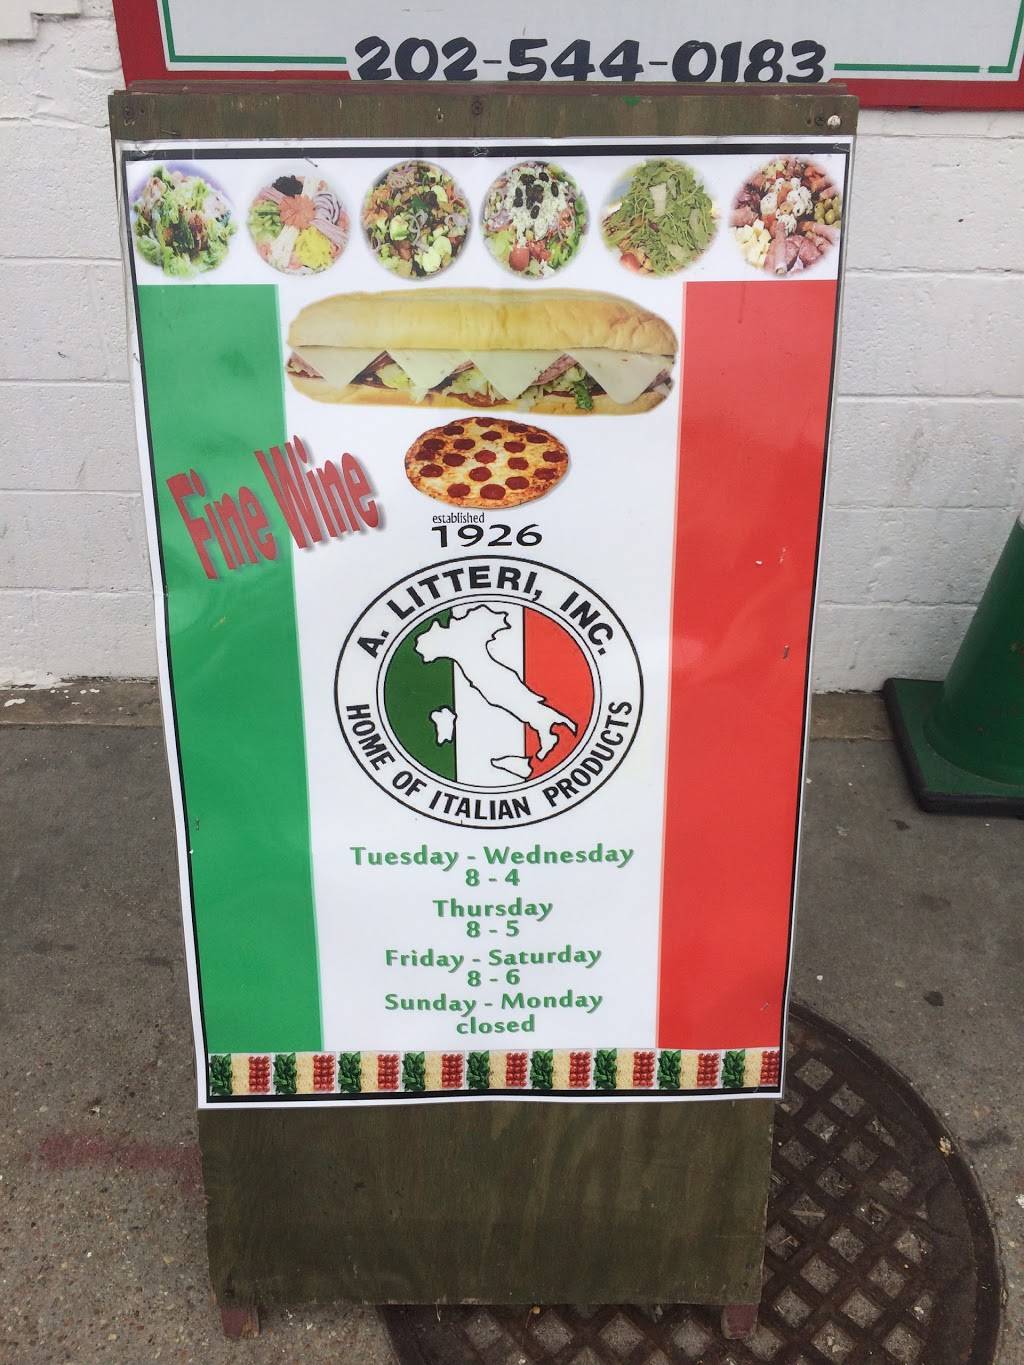 202-544-0183
Fine Wine
established
1926
A. LITTERI, INC.
HOME OF ITALIAN PRODUCTS
Tuesday - Wednesday
8 - 4
Thursday
8 - 5
Friday - Saturday
8 - 6
Sunday - Monday
closed